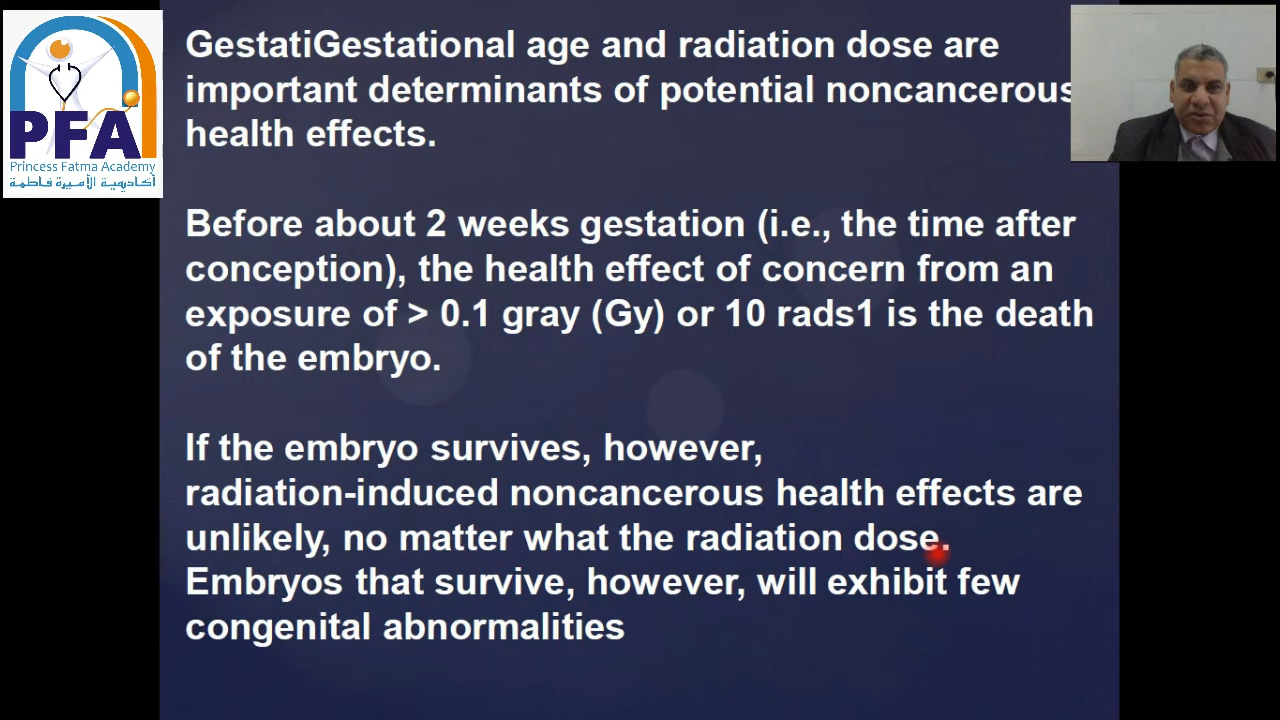 PFA
Princess Fatma Academy
أكاديمية الأميرة فاطمة
GestatiGestational age and radiation dose are
important determinants of potential noncancerous
health effects.
Before about 2 weeks gestation (i.e., the time after
conception), the health effect of concern from an
exposure of > 0.1 gray (Gy) or 10 rads1 is the death
of the embryo.
If the embryo survives, however,
radiation-induced noncancerous health effects are
unlikely, no matter what the radiation dose.
Embryos that survive, however, will exhibit few
congenital abnormalities